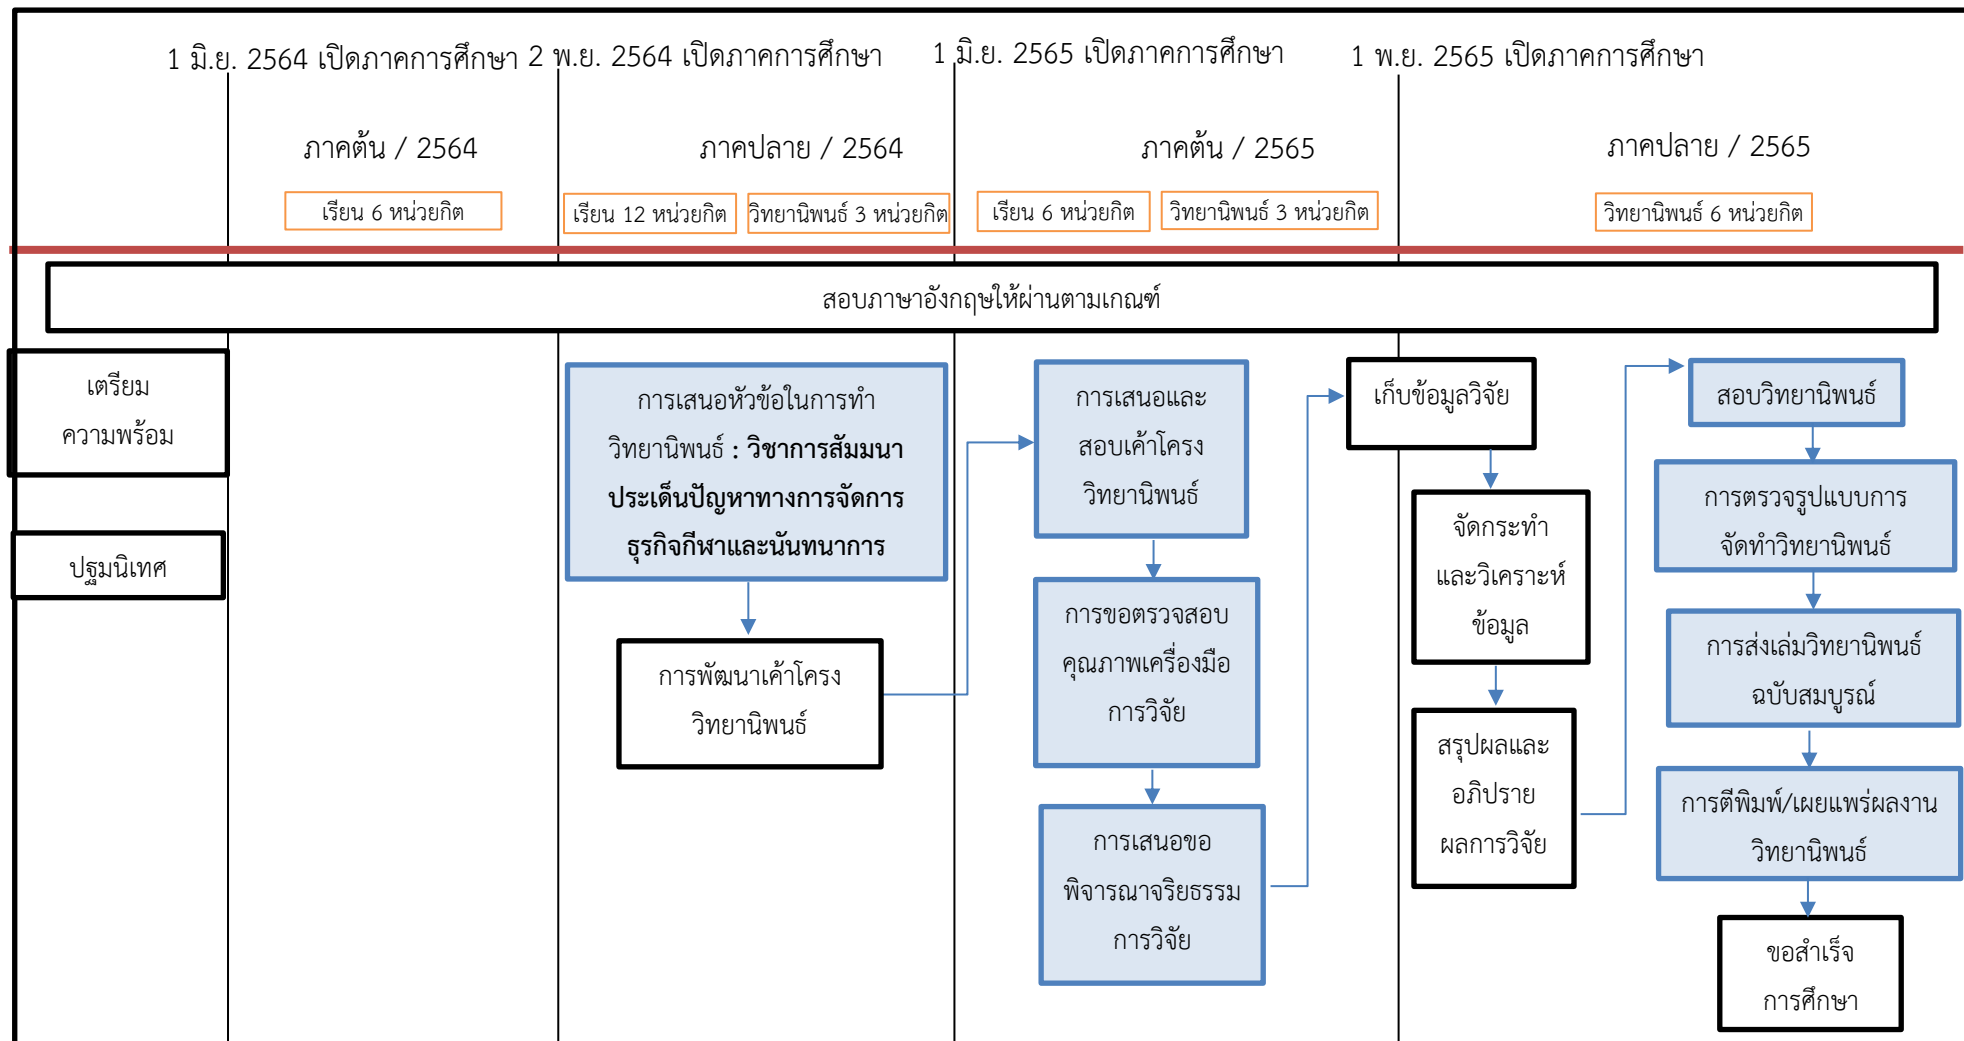 1 มิ.ย. 2564 เปิดภาคการศึกษา
2 พ.ย. 2564 เปิดภาคการศึกษา
1 มิ.ย. 2565 เปิดภาคการศึกษา
1 พ.ย. 2565 เปิดภาคการศึกษา
ภาคต้น / 2564
ภาคปลาย / 2564
ภาคต้น / 2565
ภาคปลาย / 2565
เรียน 6 หน่วยกิต
เรียน 12 หน่วยกิต
วิทยานิพนธ์ 3 หน่วยกิต
เรียน 6 หน่วยกิต
วิทยานิพนธ์ 3 หน่วยกิต
วิทยานิพนธ์ 6 หน่วยกิต
สอบภาษาอังกฤษให้ผ่านตามเกณฑ์
เตรียม
ความพร้อม
ปฐมนิเทศ
การเสนอหัวข้อในการทำ
วิทยานิพนธ์ : วิชาการสัมมนา
ประเด็นปัญหาทางการจัดการ
ธุรกิจกีฬาและนันทนาการ
การพัฒนาเค้าโครง
วิทยานิพนธ์
การเสนอและ
สอบเค้าโครง
วิทยานิพนธ์
การขอตรวจสอบ
คุณภาพเครื่องมือ
การวิจัย
การเสนอขอ
พิจารณาจริยธรรม
การวิจัย
เก็บข้อมูลวิจัย
จัดกระทำ
และวิเคราะห์
ข้อมูล
สรุปผลและ
อภิปราย
ผลการวิจัย
สอบวิทยานิพนธ์
การตรวจรูปแบบการ
จัดทำวิทยานิพนธ์
การส่งเล่มวิทยานิพนธ์
ฉบับสมบูรณ์
การตีพิมพ์/เผยแพร่ผลงาน
วิทยานิพนธ์
ขอสำเร็จ
การศึกษา